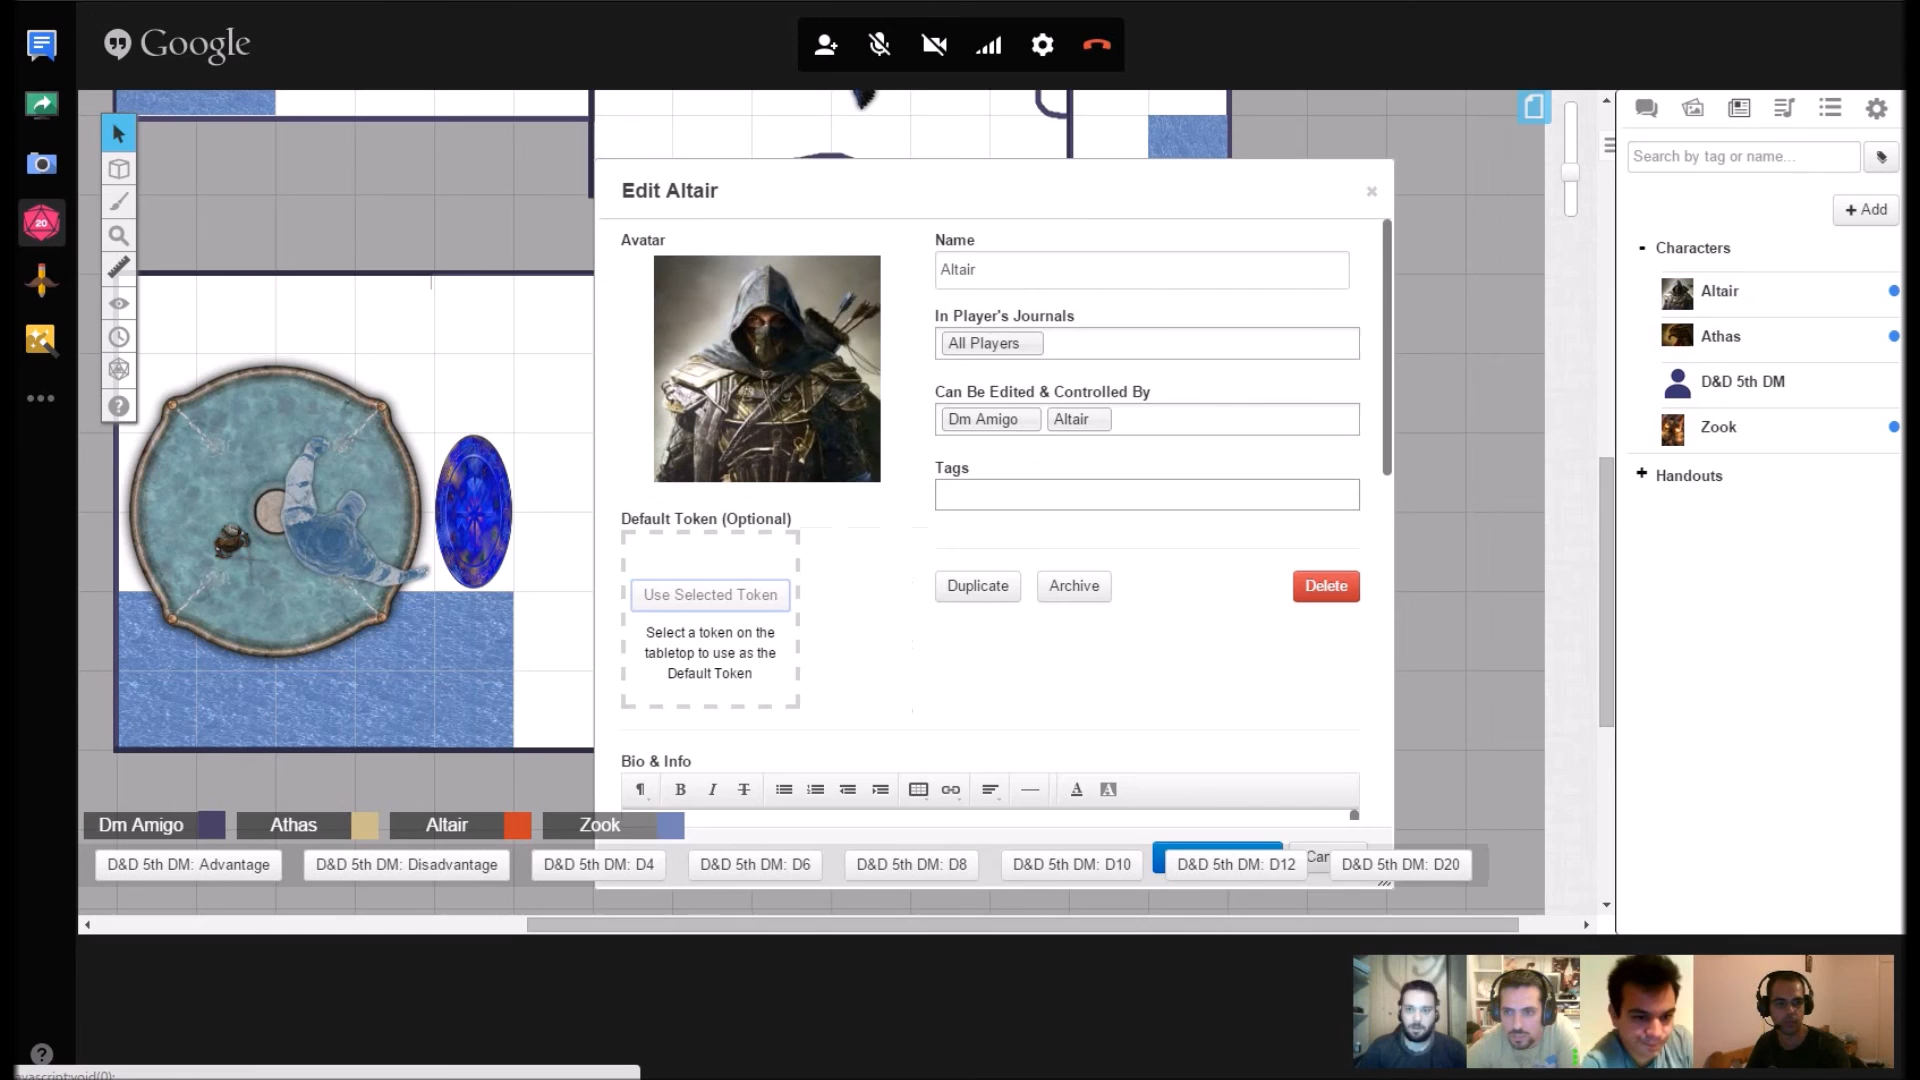 Google
Search by tag or name...
+ Add
Characters
Altair
Athas
D&D 5th DM
Zook
Handouts
Edit Altair
×
Avatar
Name
Altair
In Player's Journals
All Players
Can Be Edited & Controlled By
Dm Amigo Altair
Tags
Default Token (Optional)
Use Selected Token
Select a token on the
tabletop to use as the
Default Token
Duplicate Archive Delete
Bio & Info
B I T A A
Dm Amigo Athas Altair Zook
D&D 5th DM: Advantage D&D 5th DM: Disadvantage D&D 5th DM: D4 D&D 5th DM: D6 D&D 5th DM: D8 D&D 5th DM: D10 D&D 5th DM: D12 D&D 5th DM: D20
20
?
?